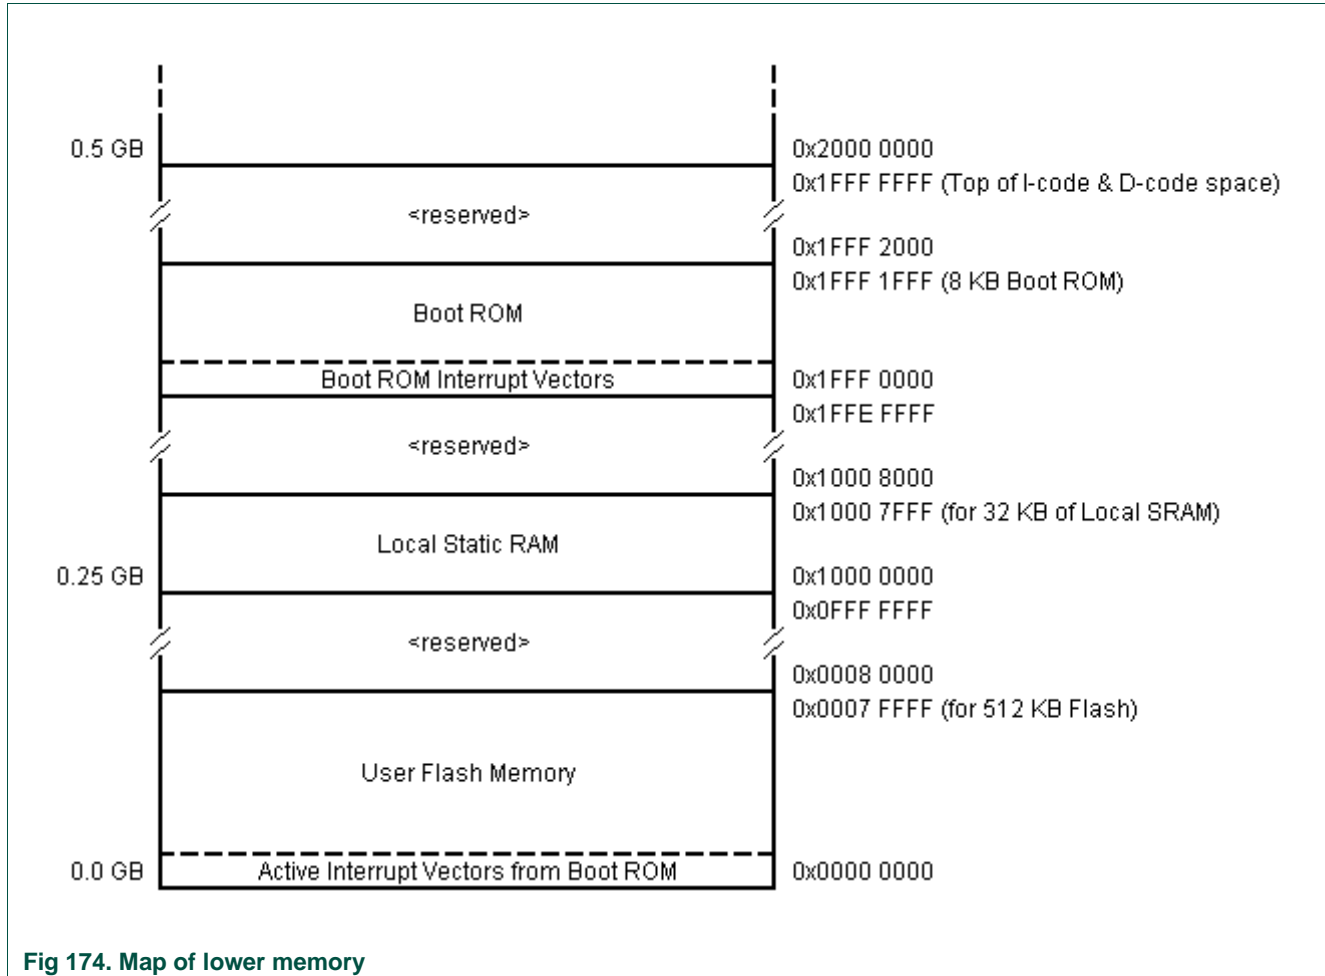 0.5 GB
0x2000 0000
0x1FFF FFFF (Top of I-code & D-code space)
<reserved>
0x1FFF 2000
0x1FFF 1FFF (8 KB Boot ROM)
Boot ROM
Boot ROM Interrupt Vectors
0x1FFF 0000
0x1FFE FFFF
<reserved>
0x1000 8000
0x1000 7FFF (for 32 KB of Local SRAM)
Local Static RAM
0.25 GB
0x1000 0000
0x0FFF FFFF
<reserved>
0x0008 0000
0x0007 FFFF (for 512 KB Flash)
User Flash Memory
0.0 GB
Active Interrupt Vectors from Boot ROM
0x0000 0000
Fig 174. Map of lower memory